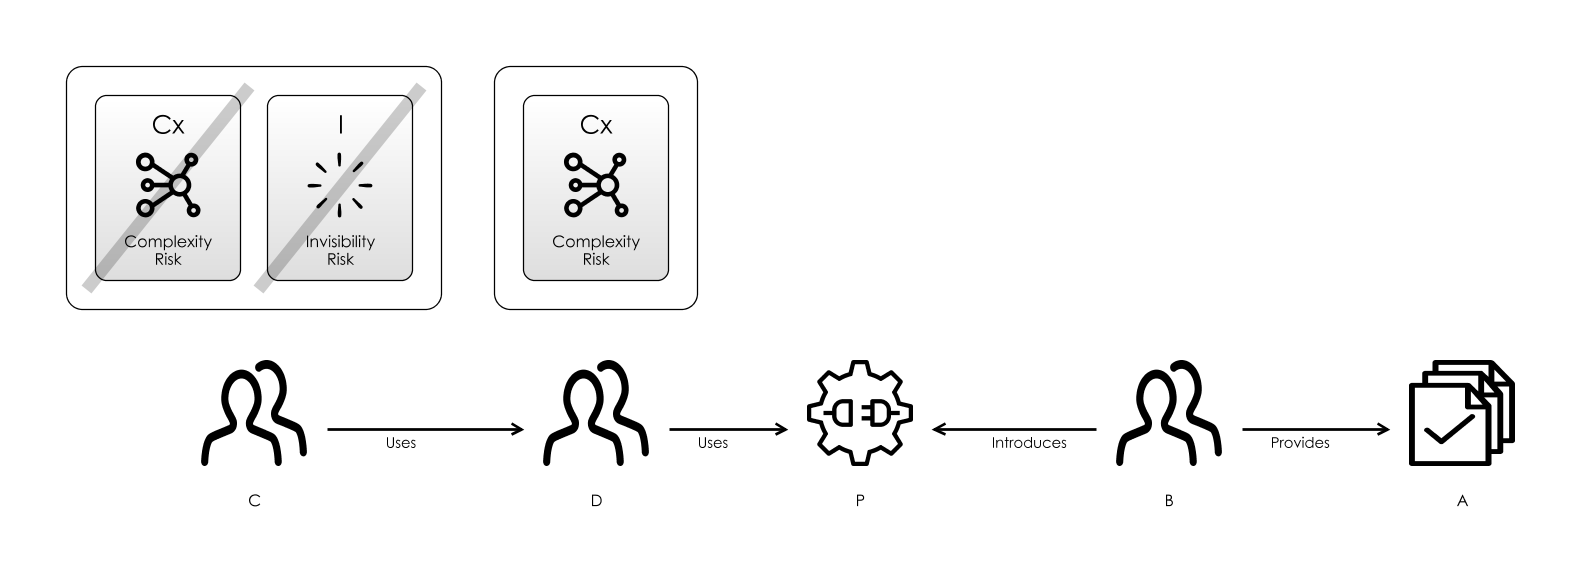 Cx
Complexity
Risk
I
Invisibility
Risk
Cx
Complexity
Risk
Uses
Uses
Introduces
Provides
C
D
P
B
A